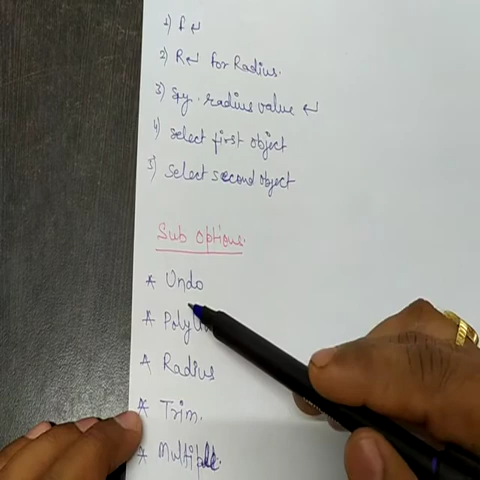 1) f ↵
2) R↵ for Radius.
3) Spy. radius value ↵
4) Select first object
5) Select second object
Sub Options.
* Undo
* Radius
* Trim.
* Multiple.